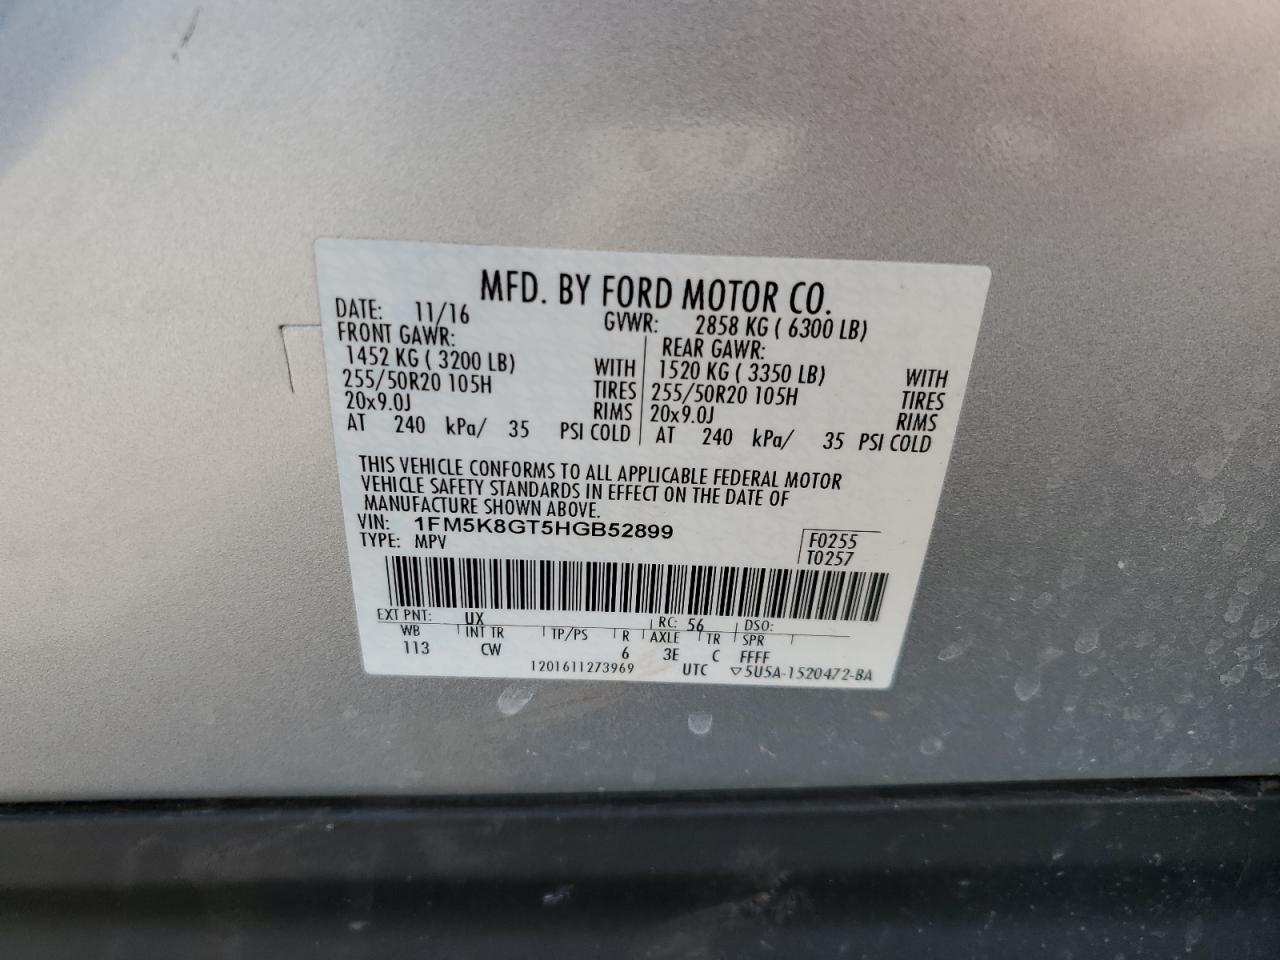 MFD. BY FORD MOTOR CO.
DATE: 11/16 GVWR: 2858 KG ( 6300 LB)
FRONT GAWR: REAR GAWR:
1452 KG ( 3200 LB) WITH 1520 KG ( 3350 LB) WITH
255/50R20 105H TIRES 255/50R20 105H TIRES
20x9.0J RIMS 20x9.0J RIMS
AT 240 kPa/ 35 PSI COLD AT 240 kPa/ 35 PSI COLD
THIS VEHICLE CONFORMS TO ALL APPLICABLE FEDERAL MOTOR
VEHICLE SAFETY STANDARDS IN EFFECT ON THE DATE OF
MANUFACTURE SHOWN ABOVE.
VIN: 1FM5K8GT5HGB52899
TYPE: MPV
F0255
T0257
EXT PNT: UX RC: 56 DSO:
WB INT TR TP/PS R AXLE TR SPR
113 CW 6 3E C FFFF
1201611273969 UTC ▽5U5A-1520472-BA